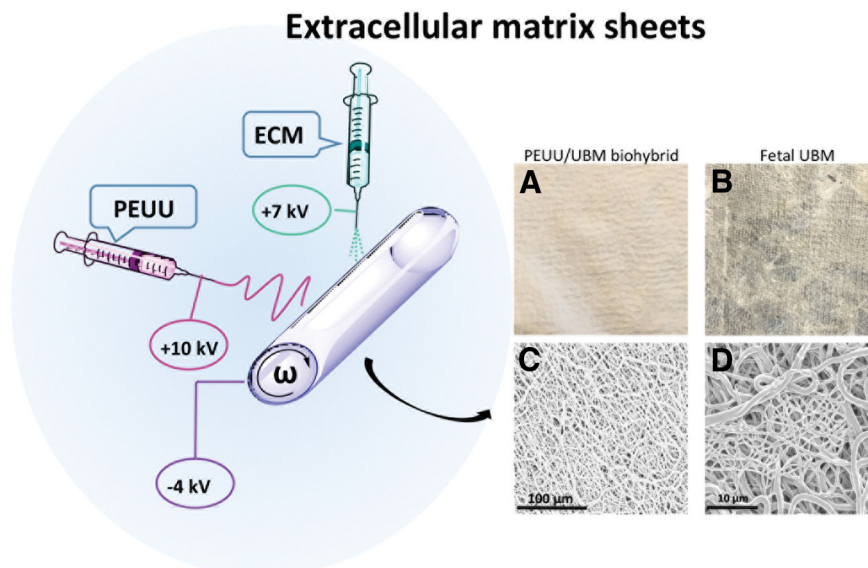 Extracellular matrix sheets
ECM
PEUU
+7 kV
+10 kV
ω
-4 kV
PEUU/UBM biohybrid
Fetal UBM
A
B
C
D
100 µm
10 µm